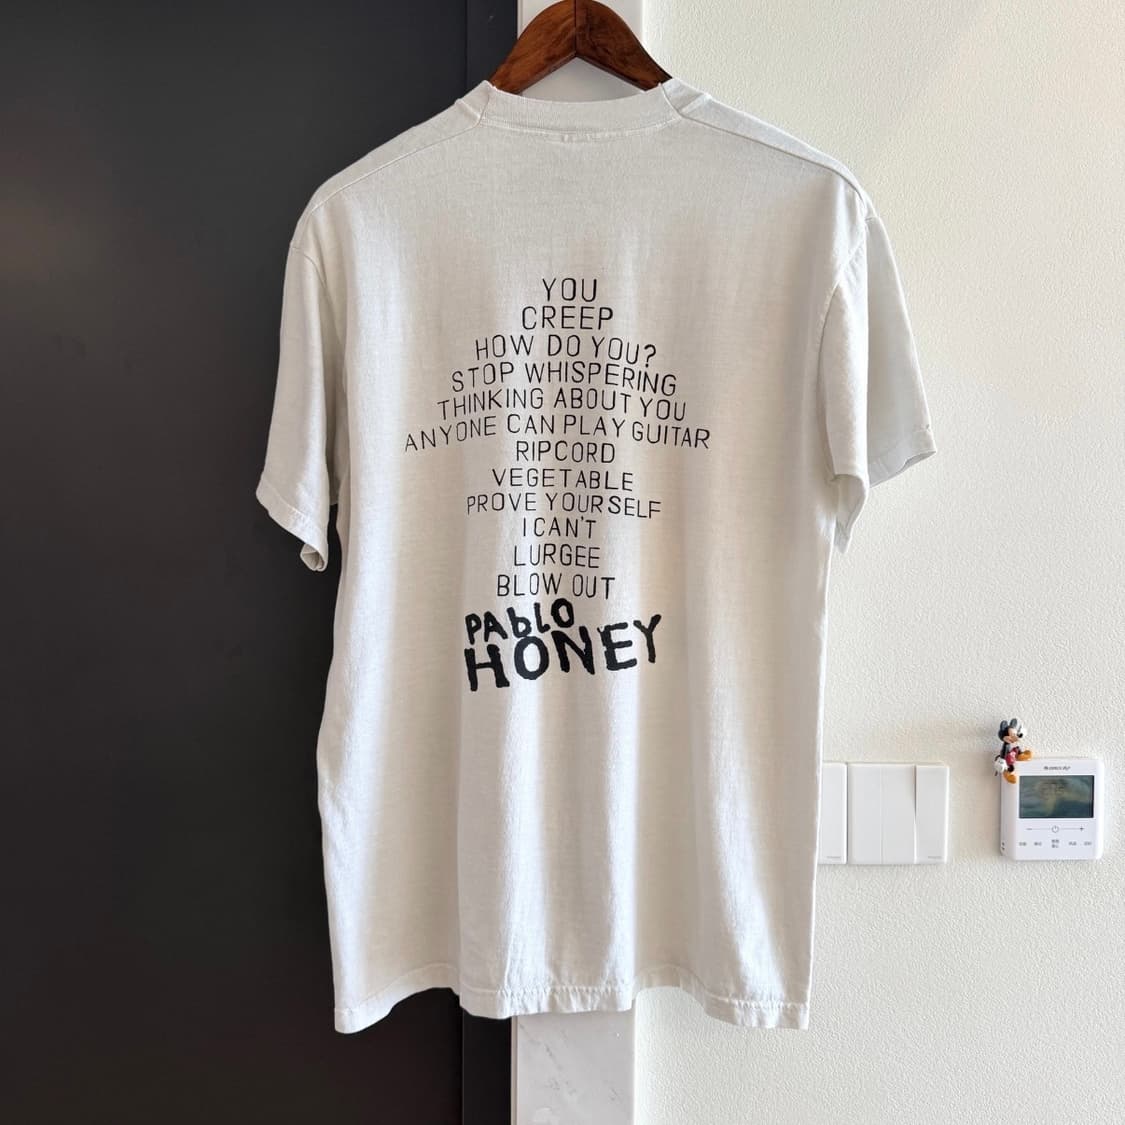 YOU
CREEP
HOW DO YOU?
STOP WHISPERING
THINKING ABOUT YOU
ANYONE CAN PLAY GUITAR
RIPCORD
VEGETABLE
PROVE YOURSELF
I CAN'T
LURGEE
BLOW OUT
PAbLO
HONEY